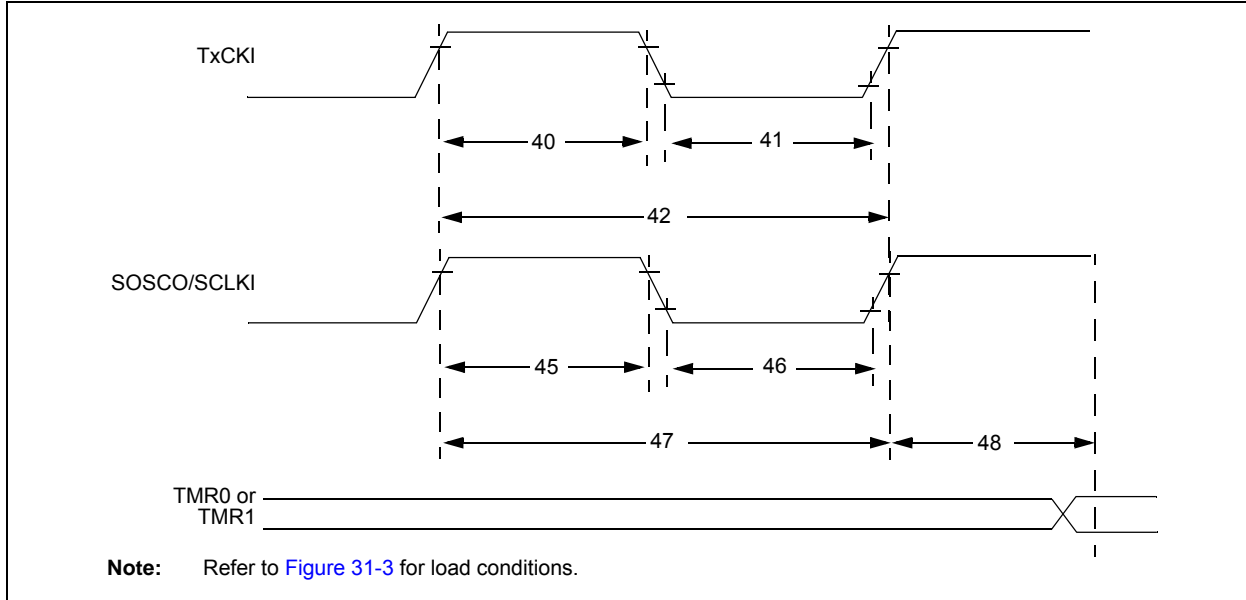 TxCKI
40
41
42
SOSCO/SCLKI
45
46
47
48
TMR0 or
TMR1
Note: Refer to Figure 31-3 for load conditions.